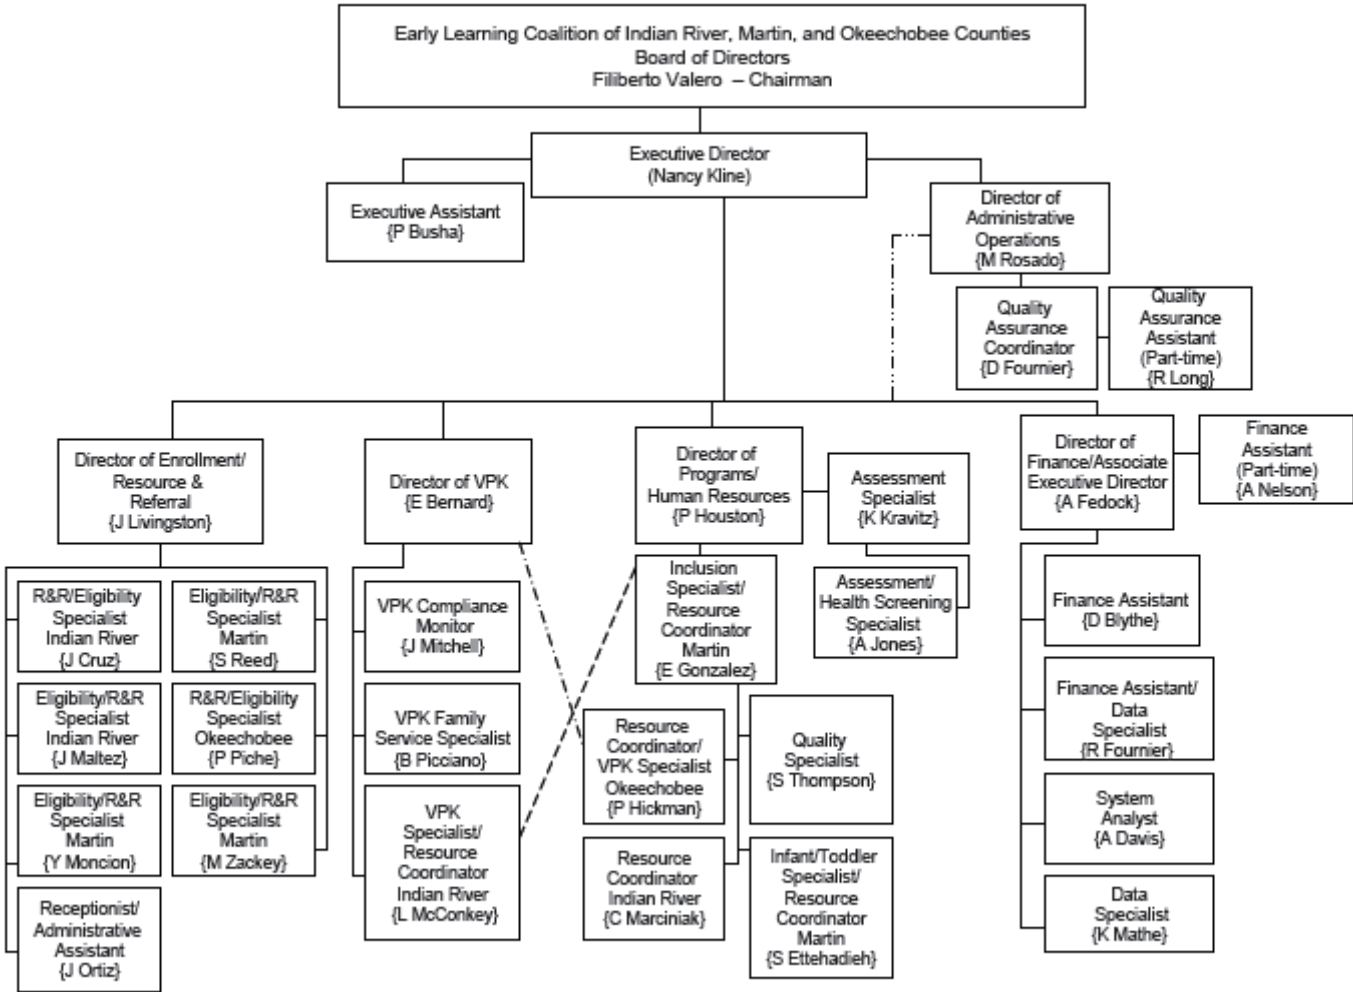 Early Learning Coalition of Indian River, Martin, and Okeechobee Counties
Board of Directors
Filiberto Valero – Chairman
Executive Director
(Nancy Kline)
Executive Assistant
{P Busha}
Director of
Administrative
Operations
{M Rosado}
Quality
Assurance
Coordinator
{D Fournier}
Quality
Assurance
Assistant
(Part-time)
{R Long}
Director of Enrollment/
Resource &
Referral
{J Livingston}
Director of VPK
{E Bernard}
Director of
Programs/
Human Resources
{P Houston}
Assessment
Specialist
{K Kravitz}
Director of
Finance/Associate
Executive Director
{A Fedock}
Finance
Assistant
(Part-time)
{A Nelson}
R&R/Eligibility
Specialist
Indian River
{J Cruz}
Eligibility/R&R
Specialist
Martin
{S Reed}
Eligibility/R&R
Specialist
Indian River
{J Maltez}
R&R/Eligibility
Specialist
Okeechobee
{P Piche}
Eligibility/R&R
Specialist
Martin
{Y Moncion}
Eligibility/R&R
Specialist
Martin
{M Zackey}
Receptionist/
Administrative
Assistant
{J Ortiz}
VPK Compliance
Monitor
{J Mitchell}
VPK Family
Service Specialist
{B Picciano}
VPK
Specialist/
Resource
Coordinator
Indian River
{L McConkey}
Inclusion
Specialist/
Resource
Coordinator
Martin
{E Gonzalez}
Assessment/
Health Screening
Specialist
{A Jones}
Resource
Coordinator/
VPK Specialist
Okeechobee
{P Hickman}
Quality
Specialist
{S Thompson}
Resource
Coordinator
Indian River
{C Marciniak}
Infant/Toddler
Specialist/
Resource
Coordinator
Martin
{S Ettehadieh}
Finance Assistant
{D Blythe}
Finance Assistant/
Data
Specialist
{R Fournier}
System
Analyst
{A Davis}
Data
Specialist
{K Mathe}